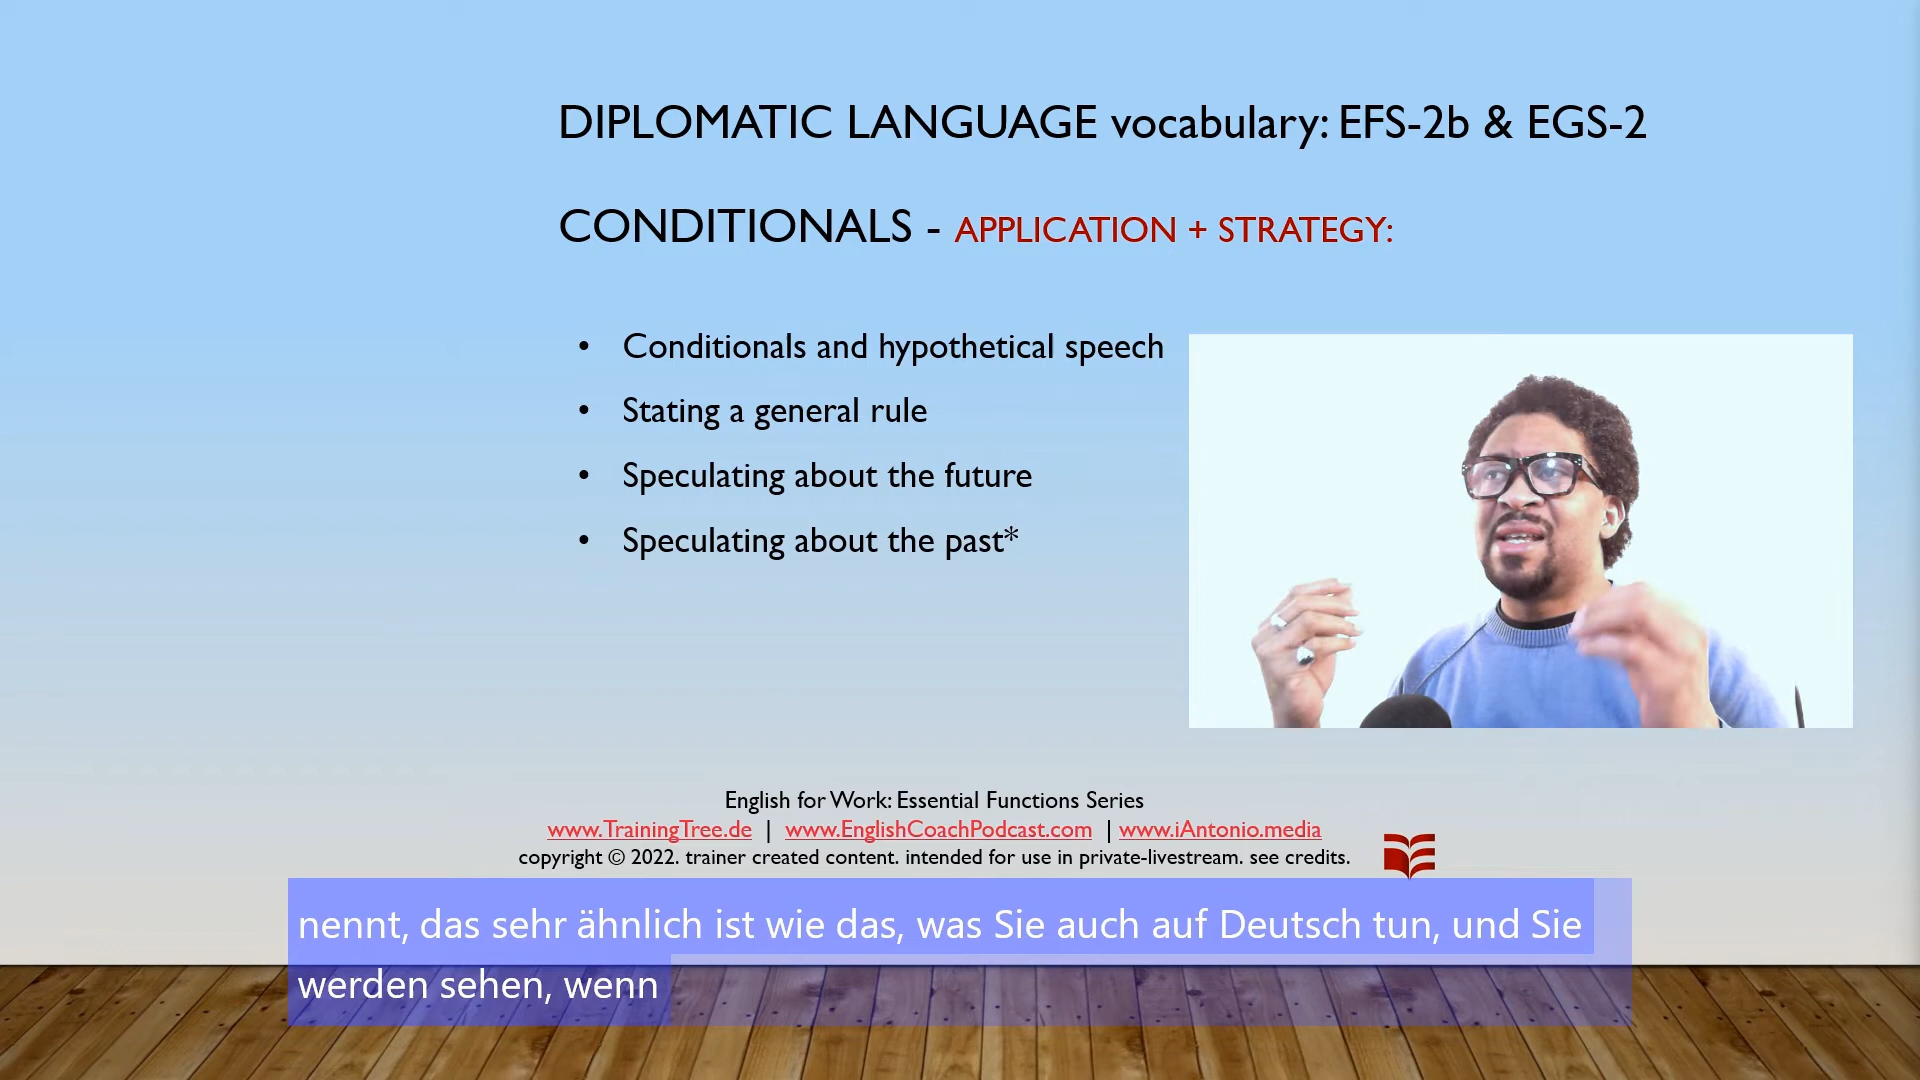 DIPLOMATIC LANGUAGE vocabulary: EFS-2b & EGS-2
CONDITIONALS - APPLICATION + STRATEGY:
• Conditionals and hypothetical speech
• Stating a general rule
• Speculating about the future
• Speculating about the past*
English for Work: Essential Functions Series
www.TrainingTree.de | www.EnglishCoachPodcast.com | www.iAntonio.media
copyright © 2022. trainer created content. intended for use in private-livestream. see credits.
nennt, das sehr ähnlich ist wie das, was Sie auch auf Deutsch tun, und Sie
werden sehen, wenn